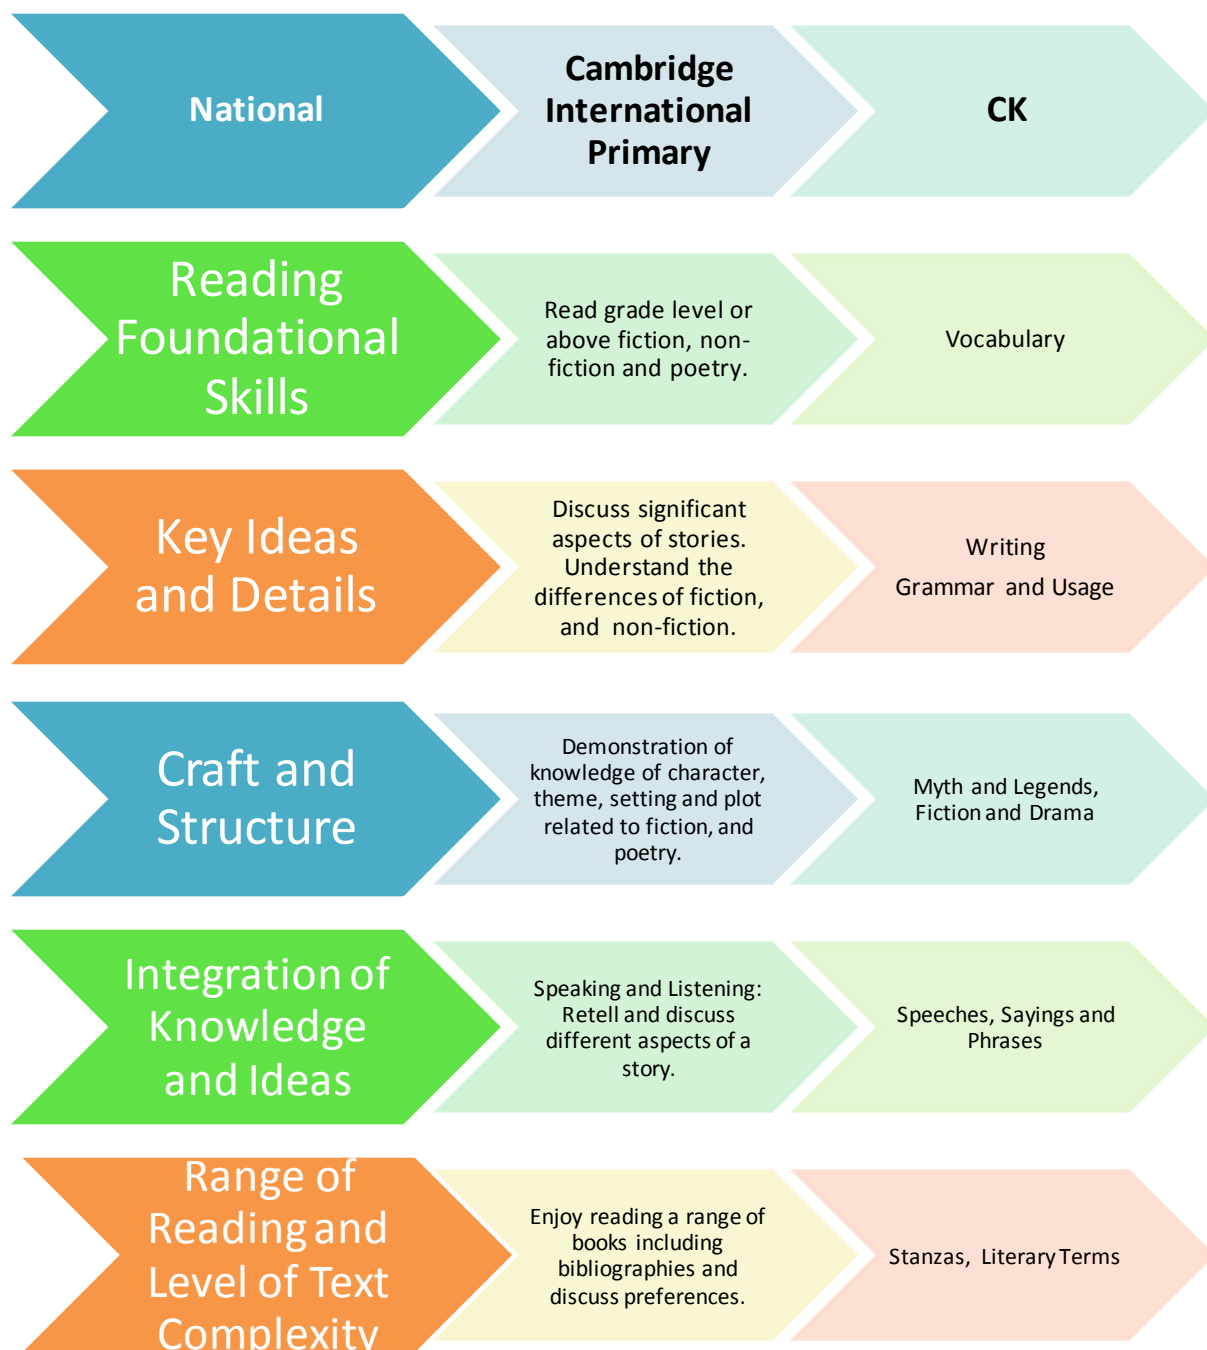 National
Cambridge
International
Primary
CK
Reading
Foundational
Skills
Read grade level or
above fiction, non-
fiction and poetry.
Vocabulary
Key Ideas
and Details
Discuss significant
aspects of stories.
Understand the
differences of fiction,
and non-fiction.
Writing
Grammar and Usage
Craft and
Structure
Demonstration of
knowledge of character,
theme, setting and plot
related to fiction, and
poetry.
Myth and Legends,
Fiction and Drama
Integration of
Knowledge
and Ideas
Speaking and Listening:
Retell and discuss
different aspects of a
story.
Speeches, Sayings and
Phrases
Range of
Reading and
Level of Text
Complexity
Enjoy reading a range of
books including
bibliographies and
discuss preferences.
Stanzas, Literary Terms